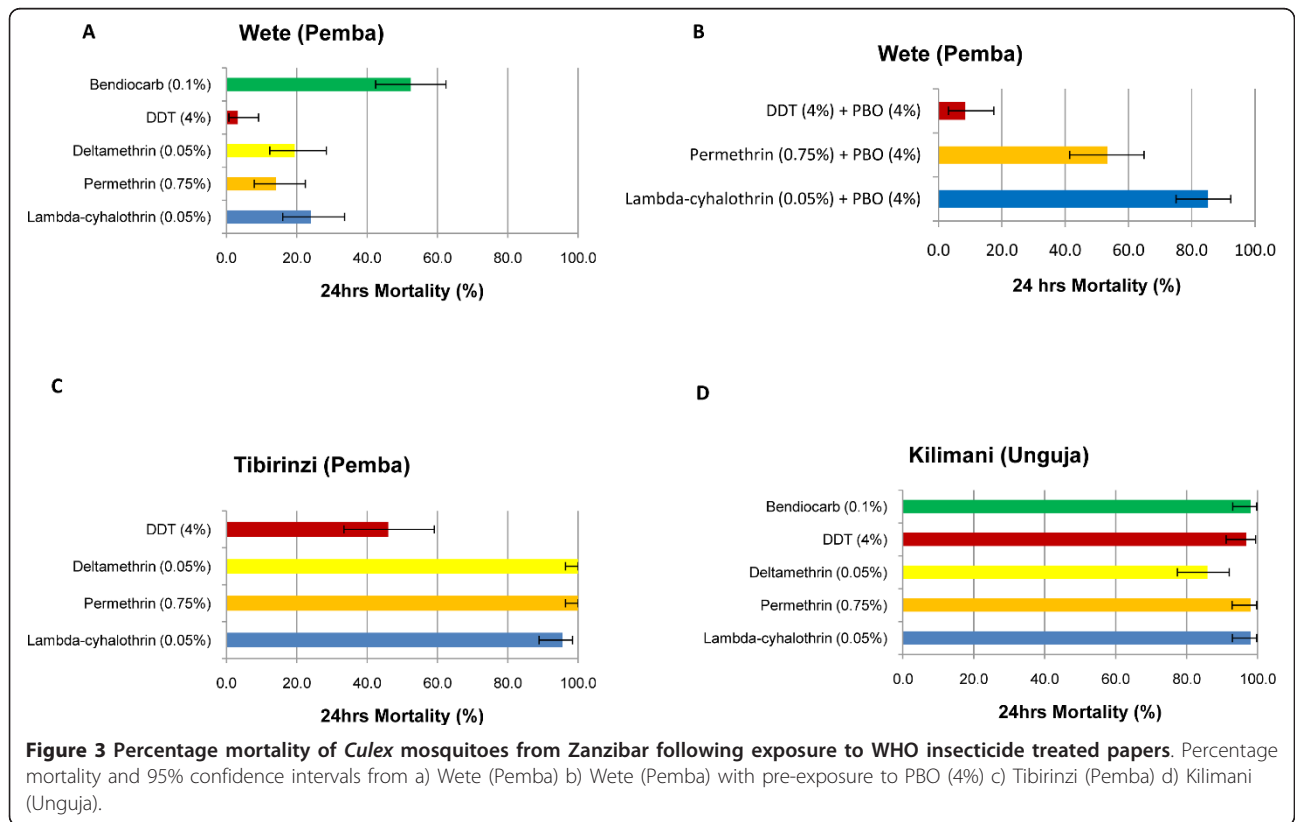 A
Wete (Pemba)
Bendiocarb (0.1%)
DDT (4%)
Deltamethrin (0.05%)
Permethrin (0.75%)
Lambda-cyhalothrin (0.05%)
0.0 20.0 40.0 60.0 80.0 100.0
24hrs Mortality (%)
B
Wete (Pemba)
DDT (4%) + PBO (4%)
Permethrin (0.75%) + PBO (4%)
Lambda-cyhalothrin (0.05%) + PBO (4%)
0.0 20.0 40.0 60.0 80.0 100.0
24 hrs Mortality (%)
C
Tibirinzi (Pemba)
DDT (4%)
Deltamethrin (0.05%)
Permethrin (0.75%)
Lambda-cyhalothrin (0.05%)
0.0 20.0 40.0 60.0 80.0 100.0
24hrs Mortality (%)
D
Kilimani (Unguja)
Bendiocarb (0.1%)
DDT (4%)
Deltamethrin (0.05%)
Permethrin (0.75%)
Lambda-cyhalothrin (0.05%)
0.0 20.0 40.0 60.0 80.0 100.0
24hrs Mortality (%)
Figure 3 Percentage mortality of Culex mosquitoes from Zanzibar following exposure to WHO insecticide treated papers. Percentage
mortality and 95% confidence intervals from a) Wete (Pemba) b) Wete (Pemba) with pre-exposure to PBO (4%) c) Tibirinzi (Pemba) d) Kilimani
(Unguja).